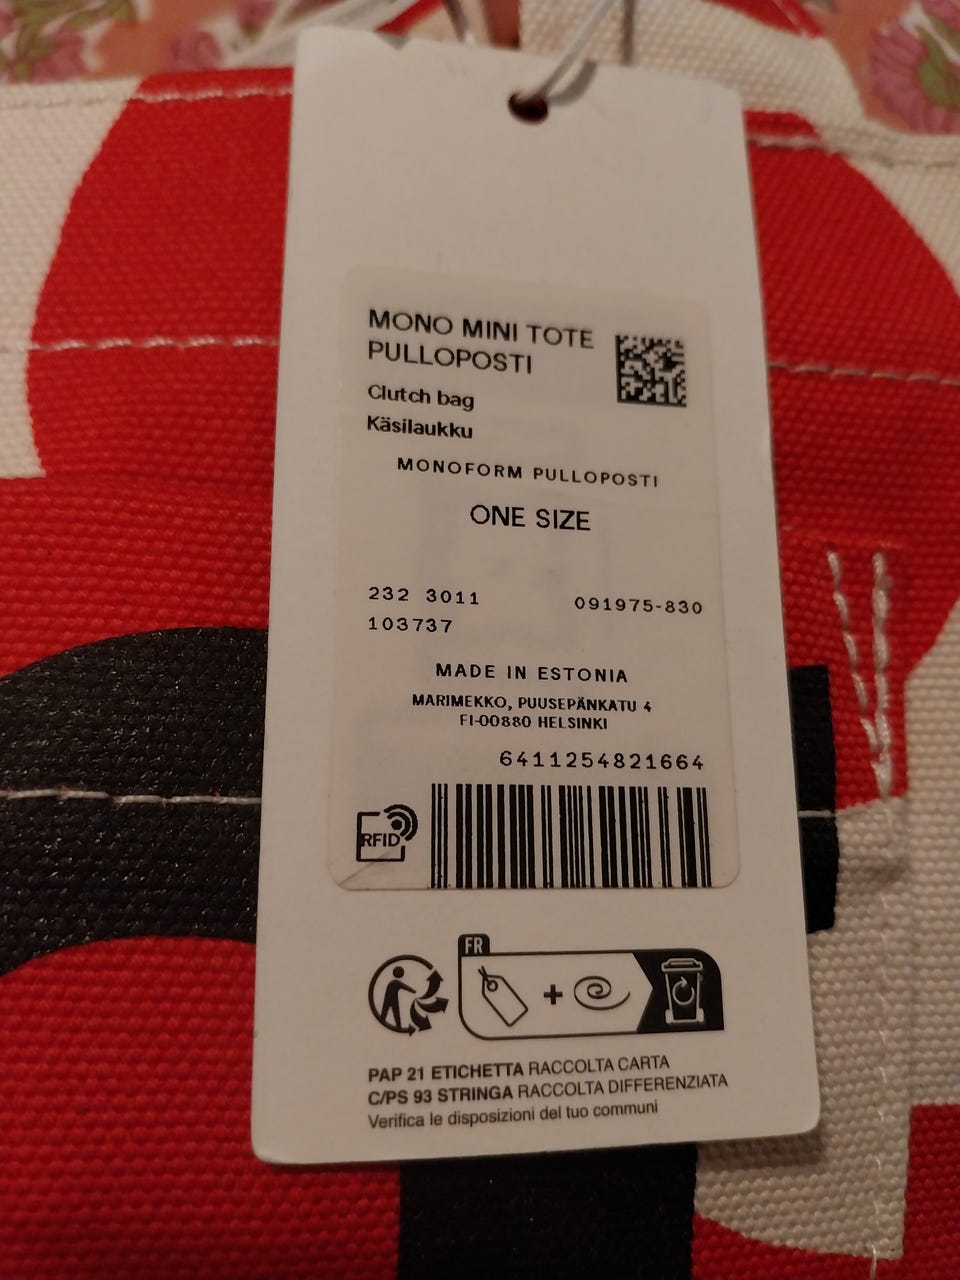 MONO MINI TOTE
PULLOPOSTI
Clutch bag
Käsilaukku
MONOFORM PULLOPOSTI
ONE SIZE
232 3011 091975-830
103737
MADE IN ESTONIA
MARIMEKKO, PUUSEPÄNKATU 4
FI-00880 HELSINKI
6411254821664
RFID
FR
+
PAP 21 ETICHETTA RACCOLTA CARTA
C/PS 93 STRINGA RACCOLTA DIFFERENZIATA
Verifica le disposizioni del tuo communi